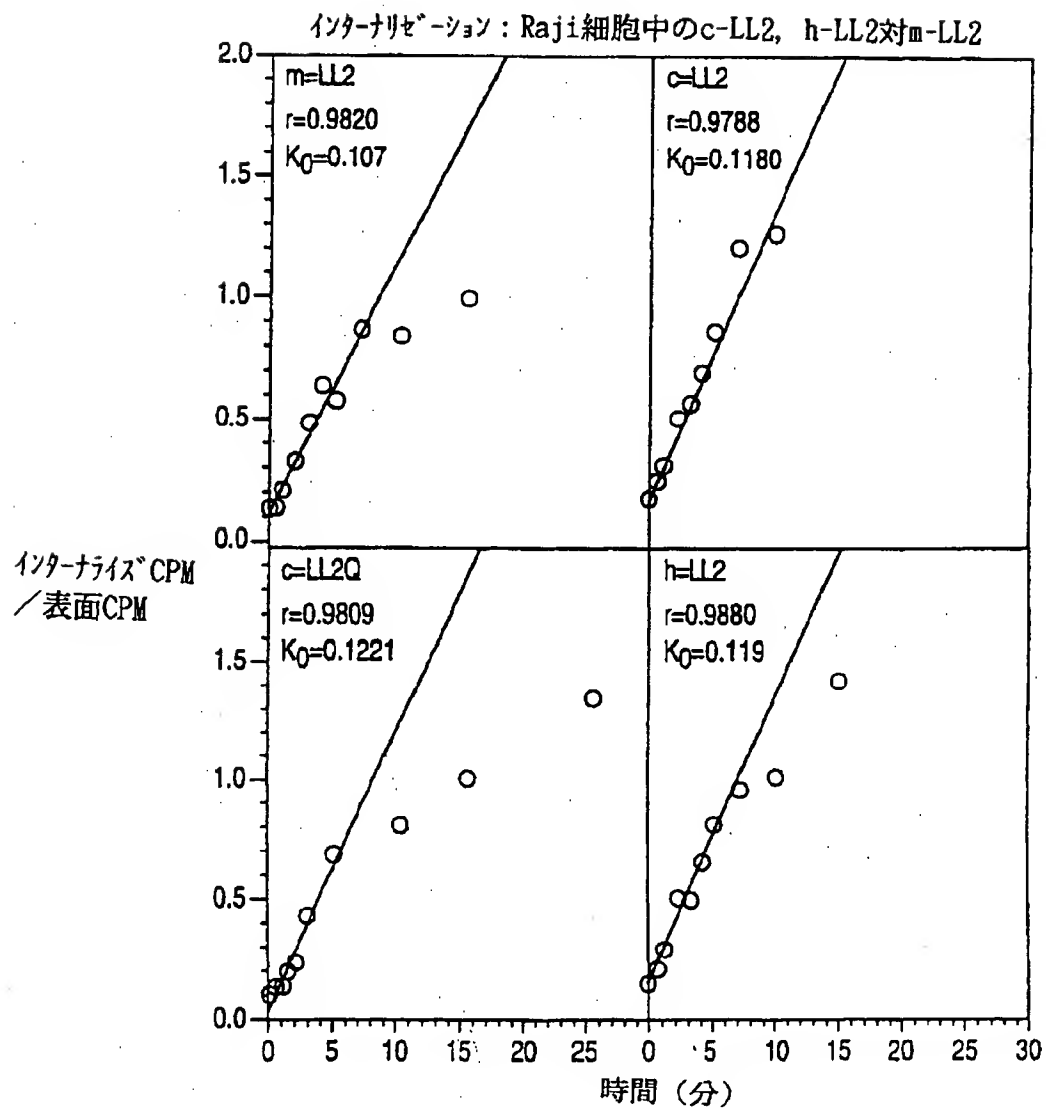 インターナリゼーション：Raji細胞中のc-LL2, h-LL2対m-LL2
2.0
1.5
1.0
0.5
0.0
m=LL2
r=0.9820
K0=0.107
c=LL2
r=0.9788
K0=0.1180
インターナライズCPM
／表面CPM
1.5
1.0
0.5
0.0
c=LL2Q
r=0.9809
K0=0.1221
h=LL2
r=0.9880
K0=0.119
0 5 10 15 20 25 0 5 10 15 20 25 30
時間（分）